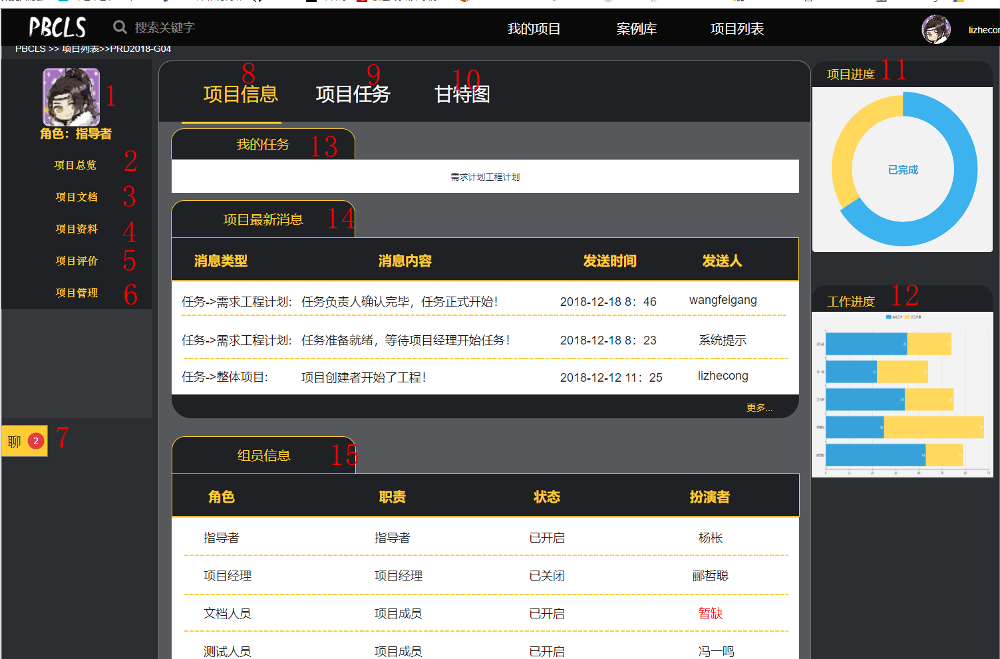 PBCLS
搜索关键字
我的项目
案例库
项目列表
lizhecon
PBCLS >> 项目列表>>PRD2018-G04
1
角色：指导者
项目总览 2
项目文档 3
项目资料 4
项目评价 5
项目管理 6
聊 2 7
项目信息 8
项目任务 9
甘特图 10
我的任务 13
需求计划工程计划
项目最新消息 14
消息类型 消息内容 发送时间 发送人
任务->需求工程计划: 任务负责人确认完毕，任务正式开始！ 2018-12-18 8：46 wangfeigang
任务->需求工程计划: 任务准备就绪，等待项目经理开始任务！ 2018-12-18 8：23 系统提示
任务->整体项目: 项目创建者开始了工程！ 2018-12-12 11：25 lizhecong
更多...
组员信息 15
角色 职责 状态 扮演者
指导者 指导者 已开启 杨枨
项目经理 项目经理 已关闭 郦哲聪
文档人员 项目成员 已开启 暂缺
测试人员 项目成员 已开启 冯一鸣
项目进度 11
已完成
工作进度 12
0 10 20 30 40 50 60 70